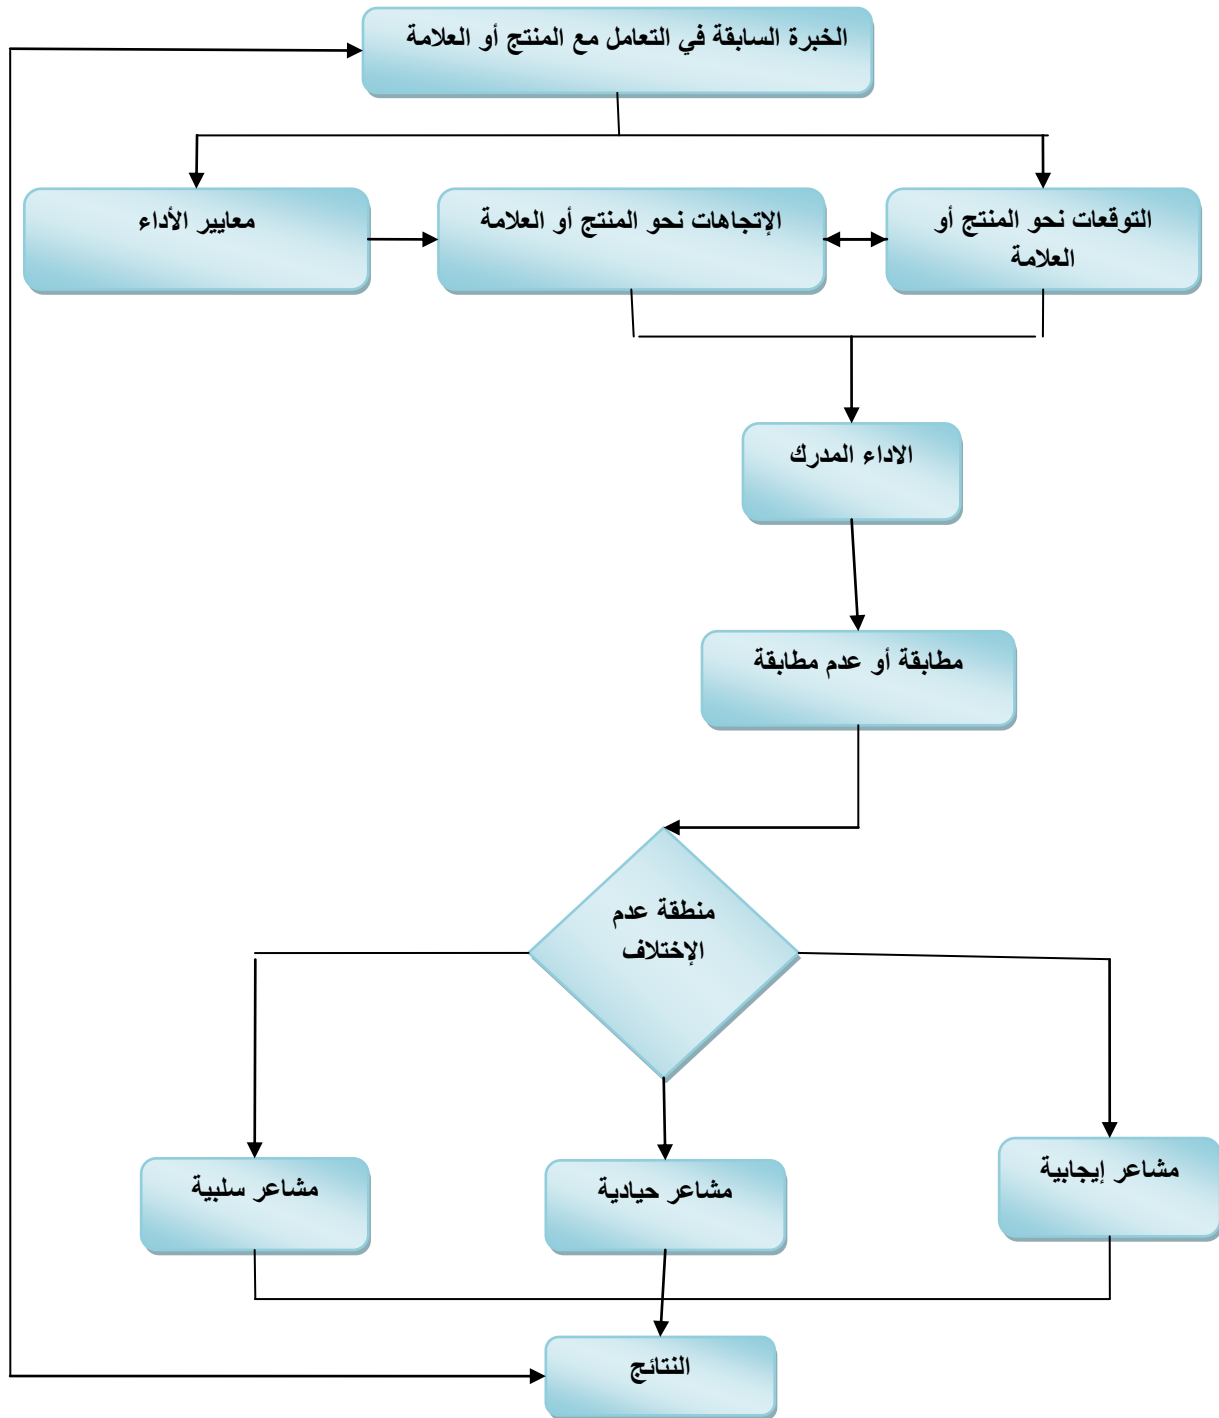 الخبرة السابقة في التعامل مع المنتج أو العلامة
التوقعات نحو المنتج أو
العلامة
الإتجاهات نحو المنتج أو العلامة
معايير الأداء
الاداء المدرك
مطابقة أو عدم مطابقة
منطقة عدم
الإختلاف
مشاعر إيجابية
مشاعر حيادية
مشاعر سلبية
النتائج